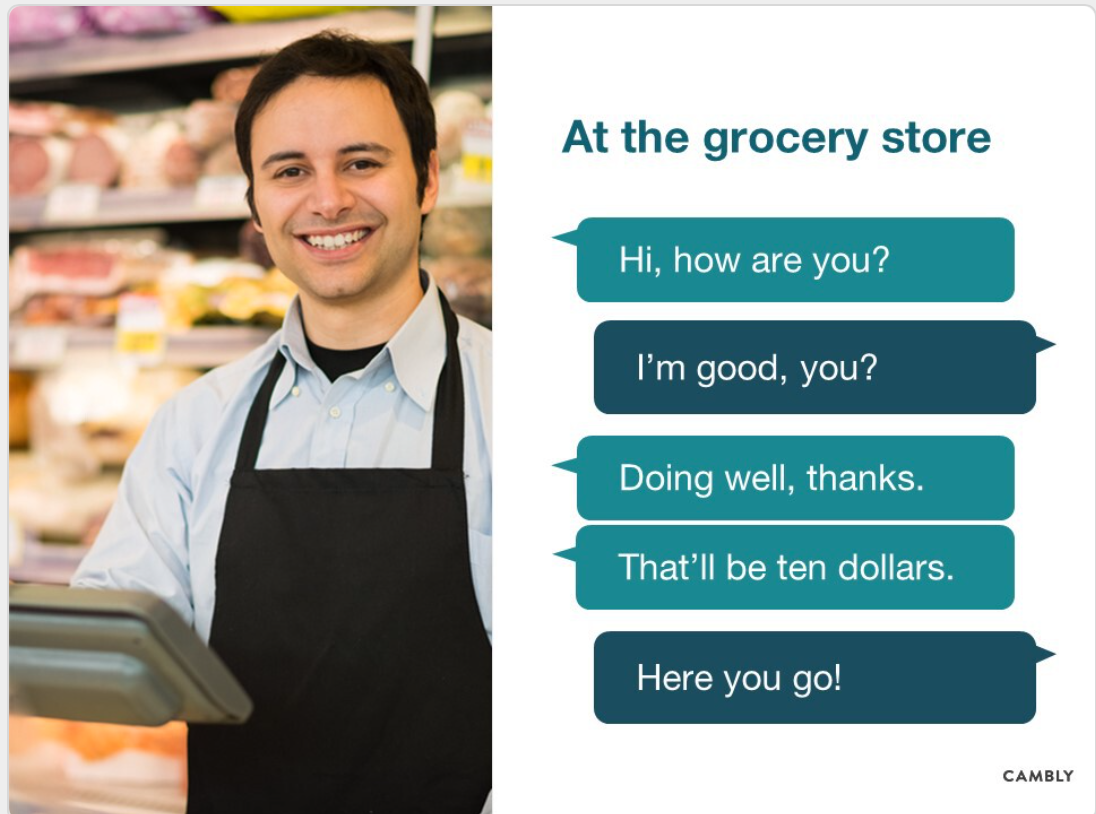 At the grocery store
Hi, how are you?
I’m good, you?
Doing well, thanks.
That’ll be ten dollars.
Here you go!
CAMBLY